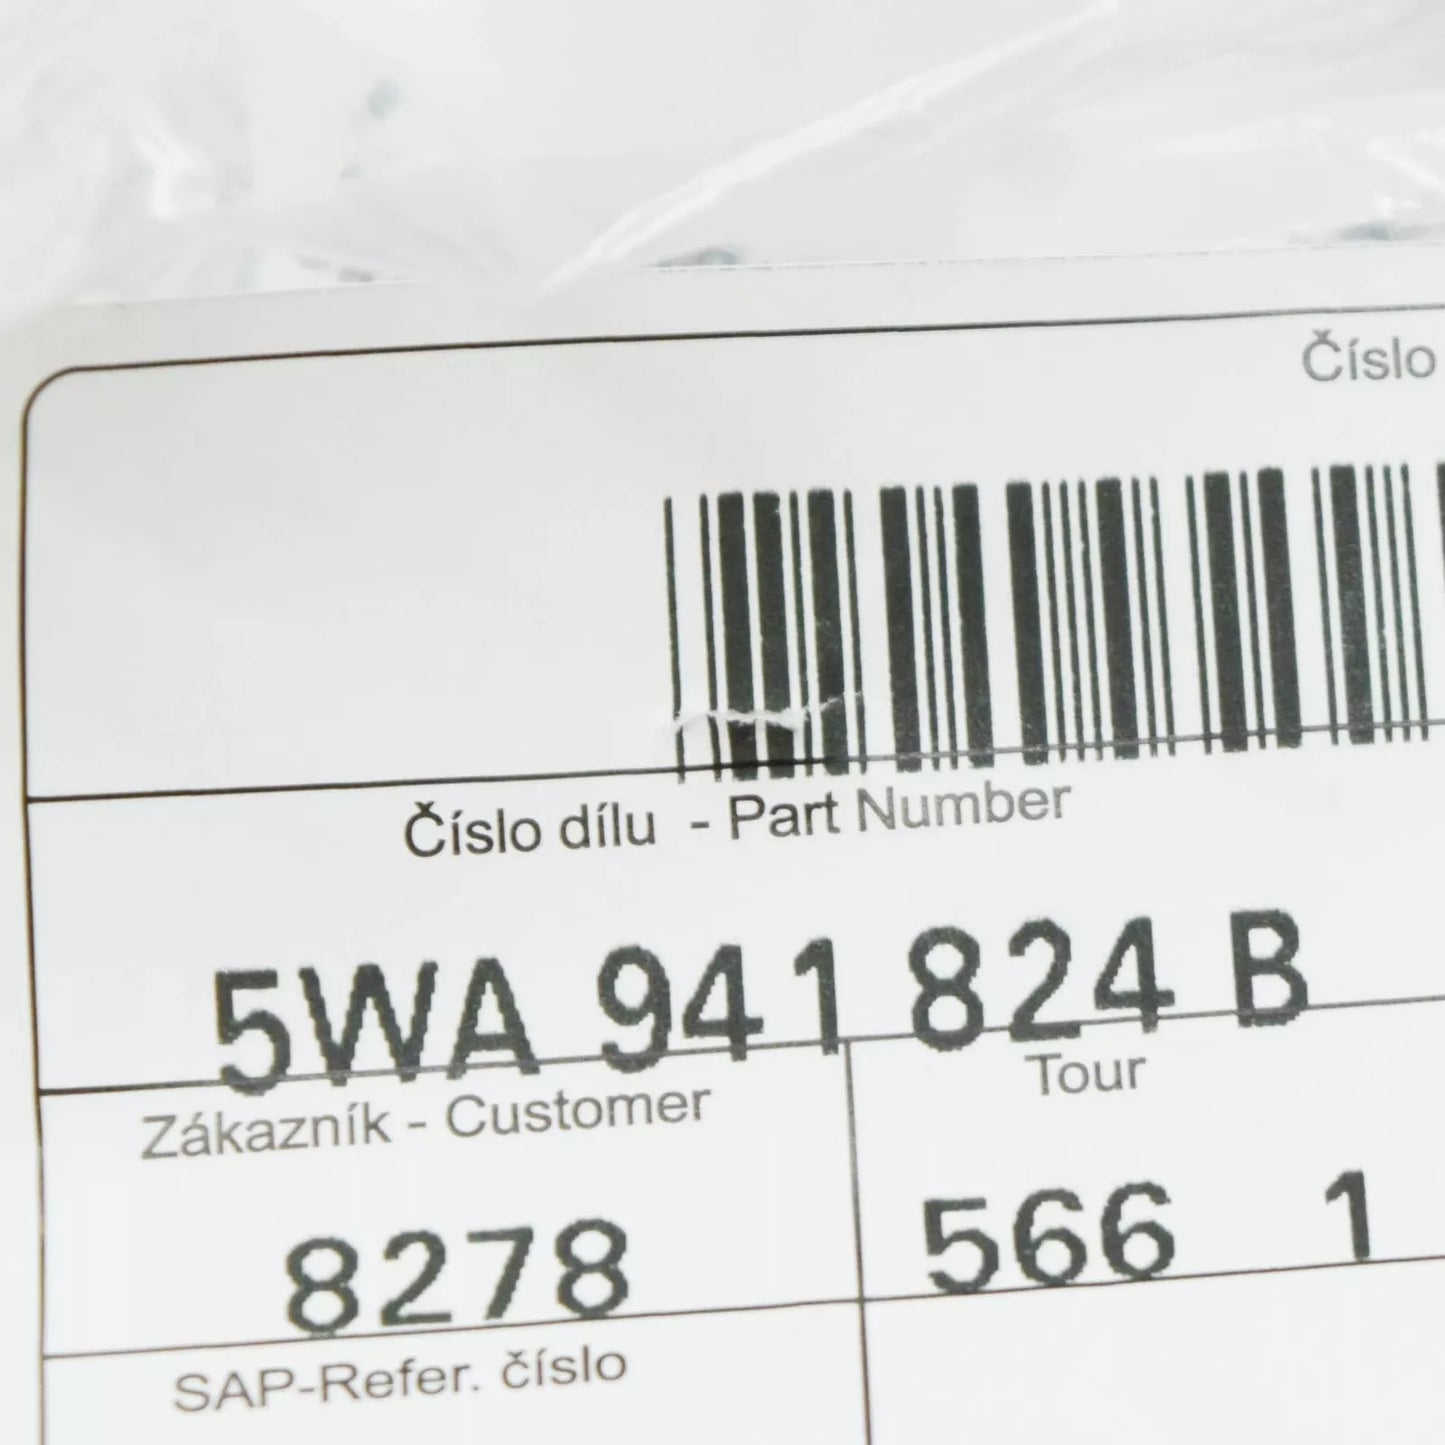 Číslo
Číslo dílu - Part Number
5WA 941 824 B
Zákazník - Customer
Tour
8278
566 1
SAP-Refer. číslo